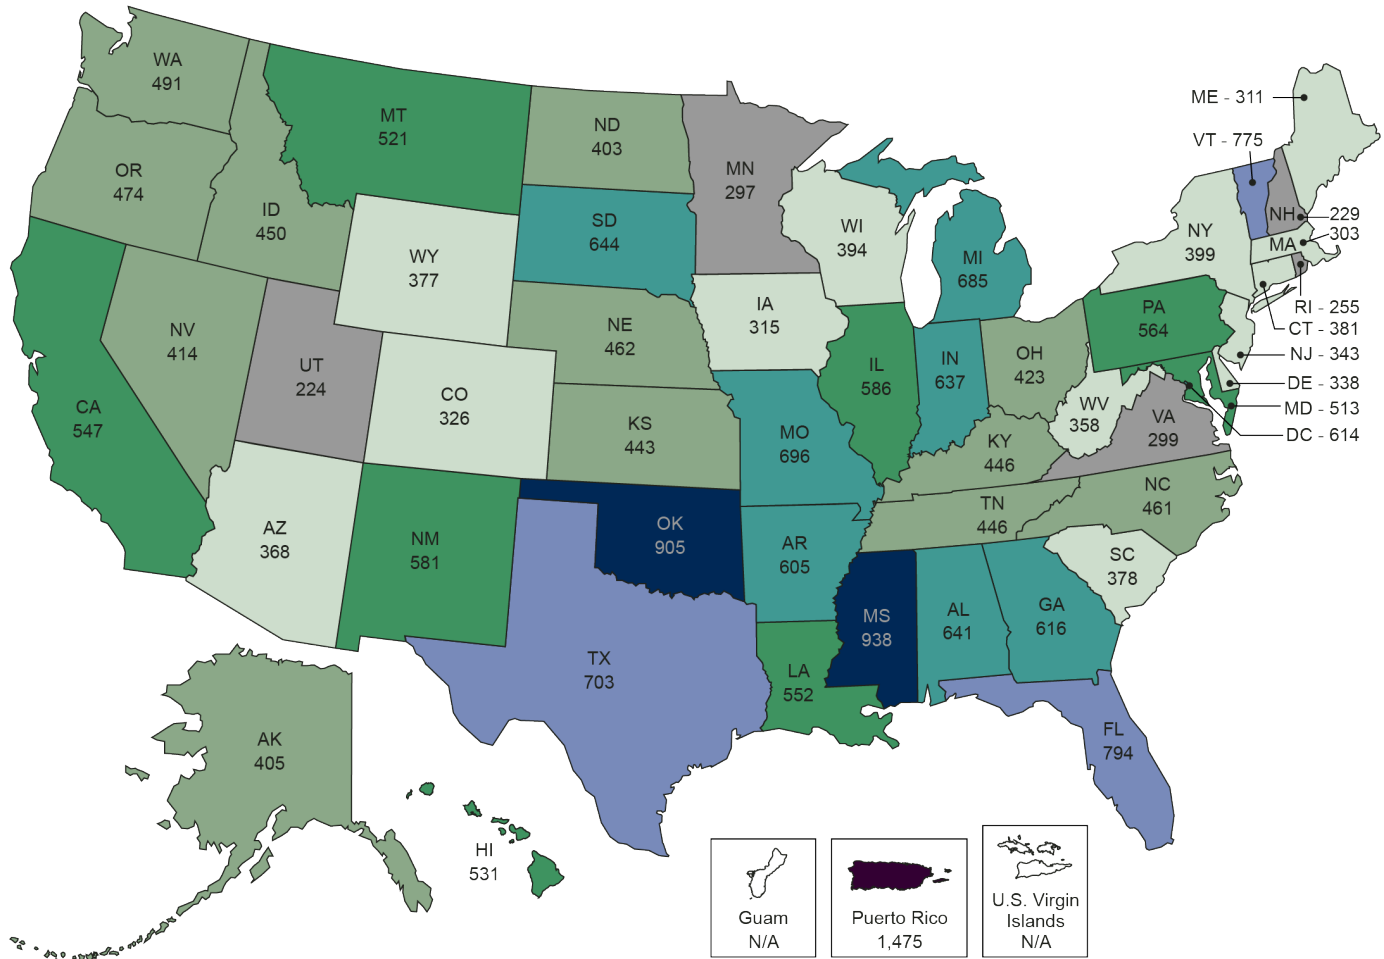 WA
491
MT
521
ND
403
MN
297
ME - 311
VT - 775
OR
474
ID
450
SD
644
WI
394
MI
685
NY
399
NH
229
MA
303
WY
377
IA
315
RI - 255
CT - 381
NJ - 343
DE - 338
MD - 513
DC - 614
NV
414
UT
224
NE
462
IL
586
IN
637
OH
423
PA
564
CA
547
CO
326
KS
443
MO
696
KY
446
WV
358
VA
299
AZ
368
NM
581
OK
905
AR
605
TN
446
NC
461
SC
378
MS
938
AL
641
GA
616
TX
703
LA
552
FL
794
AK
405
HI
531
Guam
N/A
Puerto Rico
1,475
U.S. Virgin
Islands
N/A